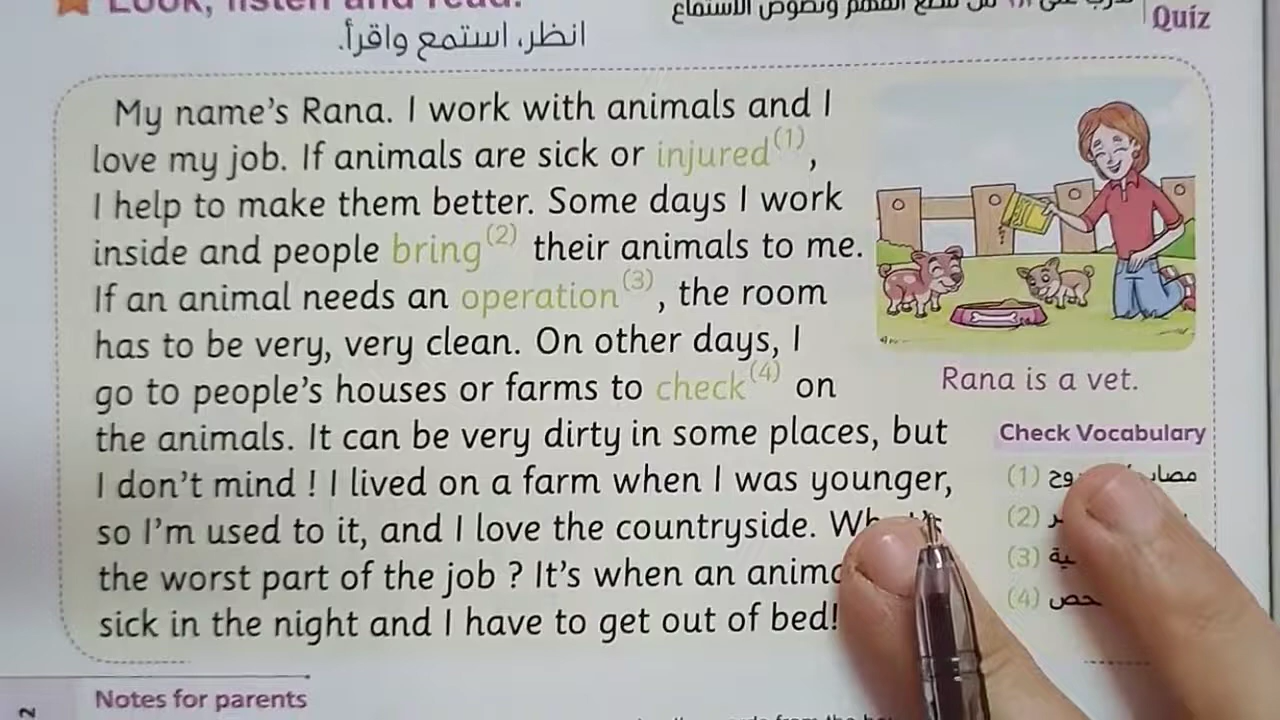 Look, listen and read.
Quiz
انظر، استمع واقرأ.
My name's Rana. I work with animals and I
love my job. If animals are sick or injured(1),
I help to make them better. Some days I work
inside and people bring(2) their animals to me.
If an animal needs an operation(3), the room
has to be very, very clean. On other days, I
go to people's houses or farms to check(4) on
the animals. It can be very dirty in some places, but
I don't mind ! I lived on a farm when I was younger,
so I'm used to it, and I love the countryside.
the worst part of the job ? It's when an
sick in the night and I have to get out of bed!
Rana is a vet.
Check Vocabulary
(1)
(2)
(3)
(4)
Notes for parents
2